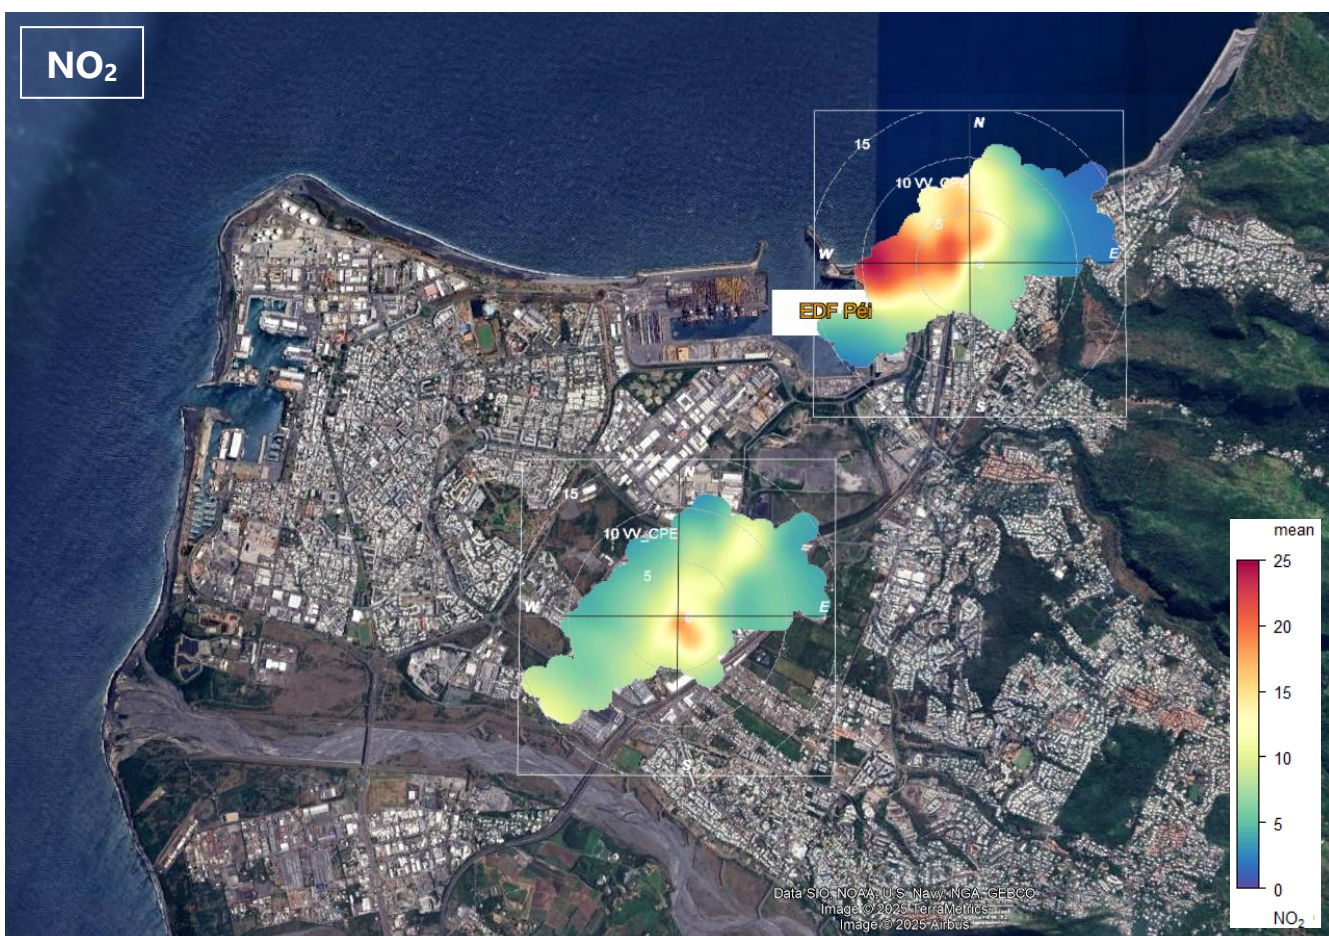 NO₂
N
15
10 VV_CPE
5
W
E
EDF Péi
S
N
15
10 VV_CPE
5
W
E
S
mean
25
20
15
10
5
0
NO₂
Data SIO, NOAA, U.S. Navy, NGA, GEBCO
Image © 2025 TerraMetrics
Image © 2025 Airbus